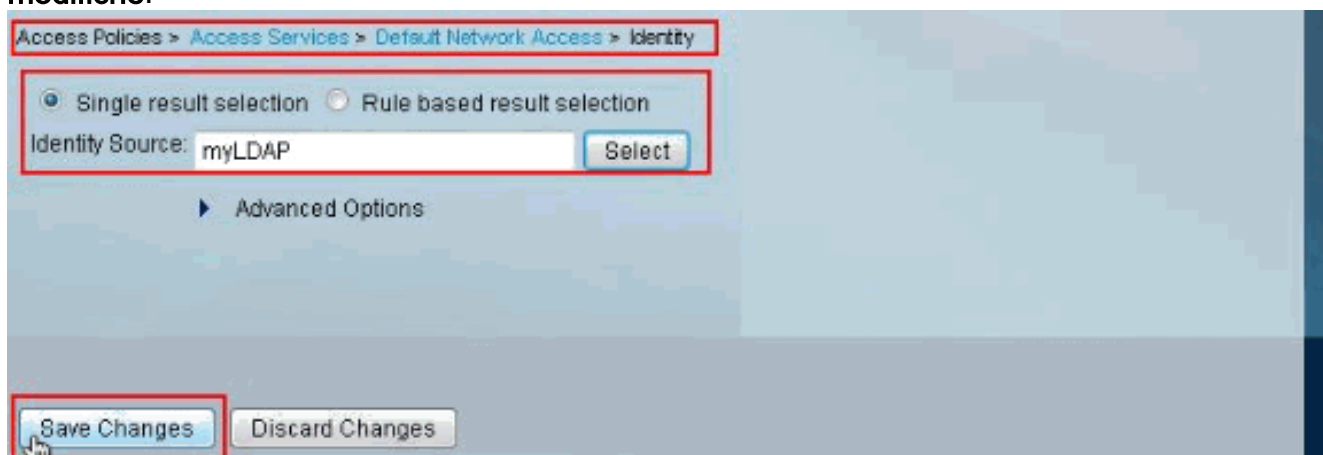 Access Policies > Access Services > Default Network Access > Identity
Single result selection Rule based result selection
Identity Source: myLDAP Select
Advanced Options
Save Changes Discard Changes